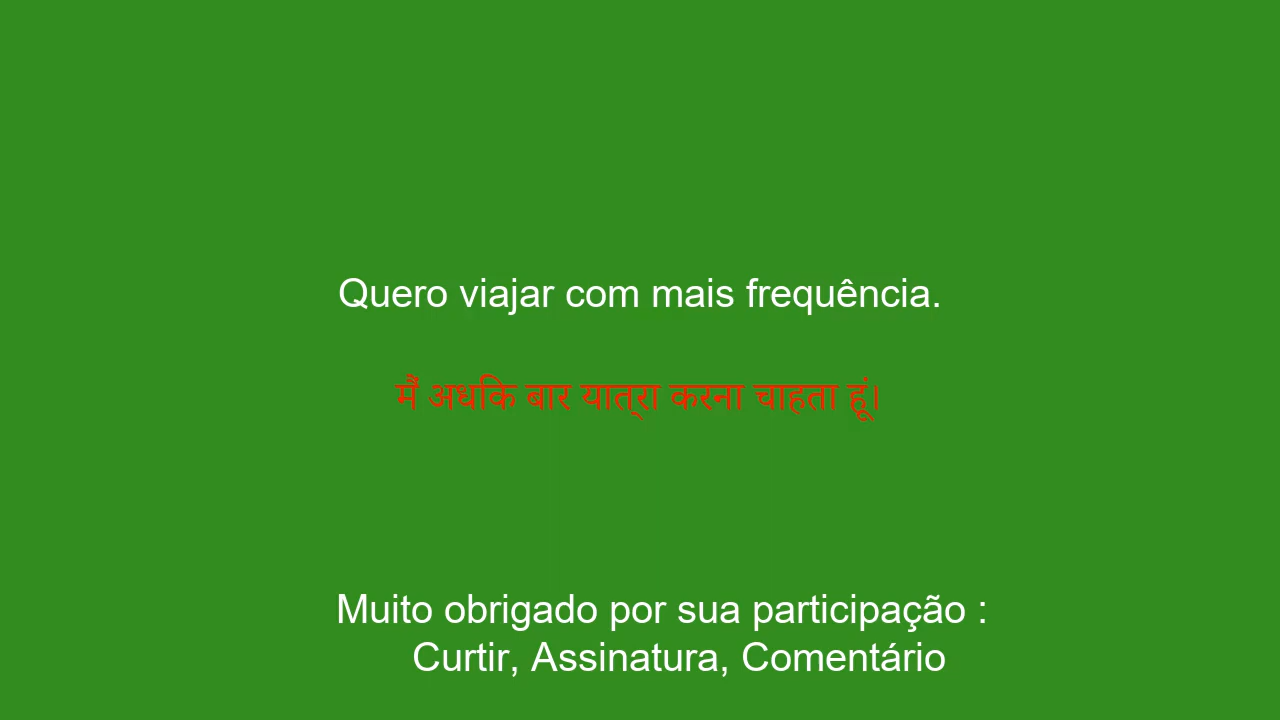 Quero viajar com mais frequência.
मैं अधकि बार यात्रा करना चाहता हूं।
Muito obrigado por sua participação :
Curtir, Assinatura, Comentário